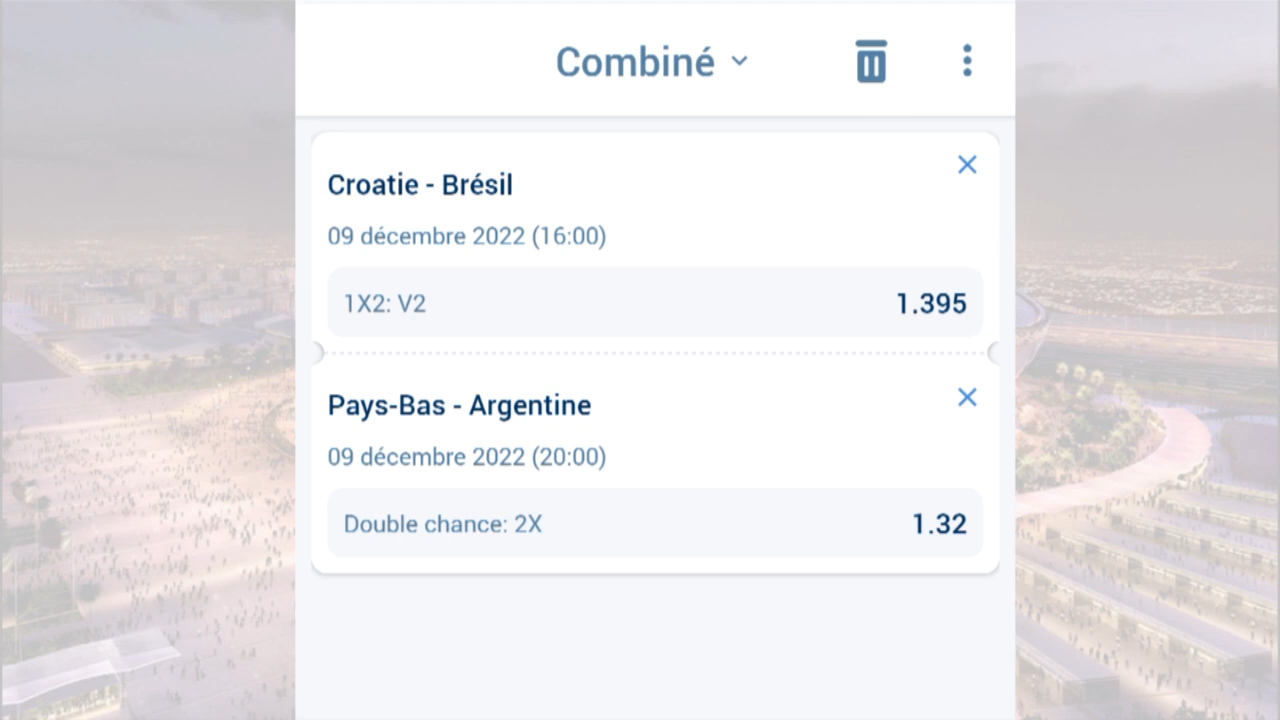 Combiné
Croatie - Brésil
09 décembre 2022 (16:00)
1X2: V2 1.395
Pays-Bas - Argentine
09 décembre 2022 (20:00)
Double chance: 2X 1.32